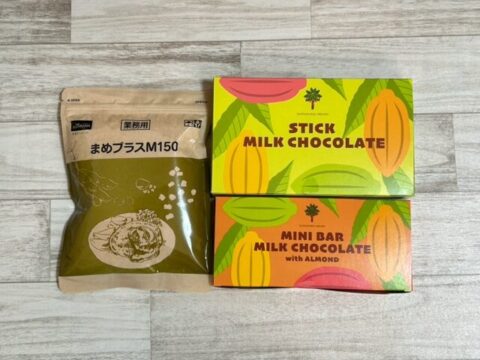 業務用
まめプラスM150
STICK
MILK CHOCOLATE
MINI BAR
MILK CHOCOLATE
with ALMOND